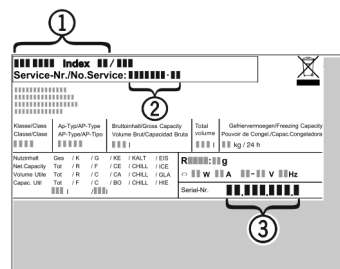 1
Index /
Service-Nr./No.Service: -
2
Klasse/Class Ap-Typ/AP-Type Bruttoinhalt/Gross Capacity Total Gefriervermoegen/Freezing Capacity
Classe/Clase AP-Type/AP-Tipo Volume Brut/Capacidad Bruta volume Pouvoir de Congel./Capac.Congeladora
l l kg / 24 h
Nutzinhalt Ges / K / G / KE / KALT / EIS
Net.Capacity Tot / R / F / CE / CHILL / ICE
Volume Utile Tot / R / C / CA / CHILL / GLA
Capac. Util Tot / F / C / BO / CHILL / HIE
l / l
R : g
W A - V Hz
Serial-Nr. . . .
3